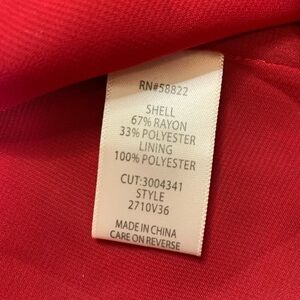 RN#58822
SHELL
67% RAYON
33% POLYESTER
LINING
100% POLYESTER
CUT:3004341
STYLE
2710V36
MADE IN CHINA
CARE ON REVERSE